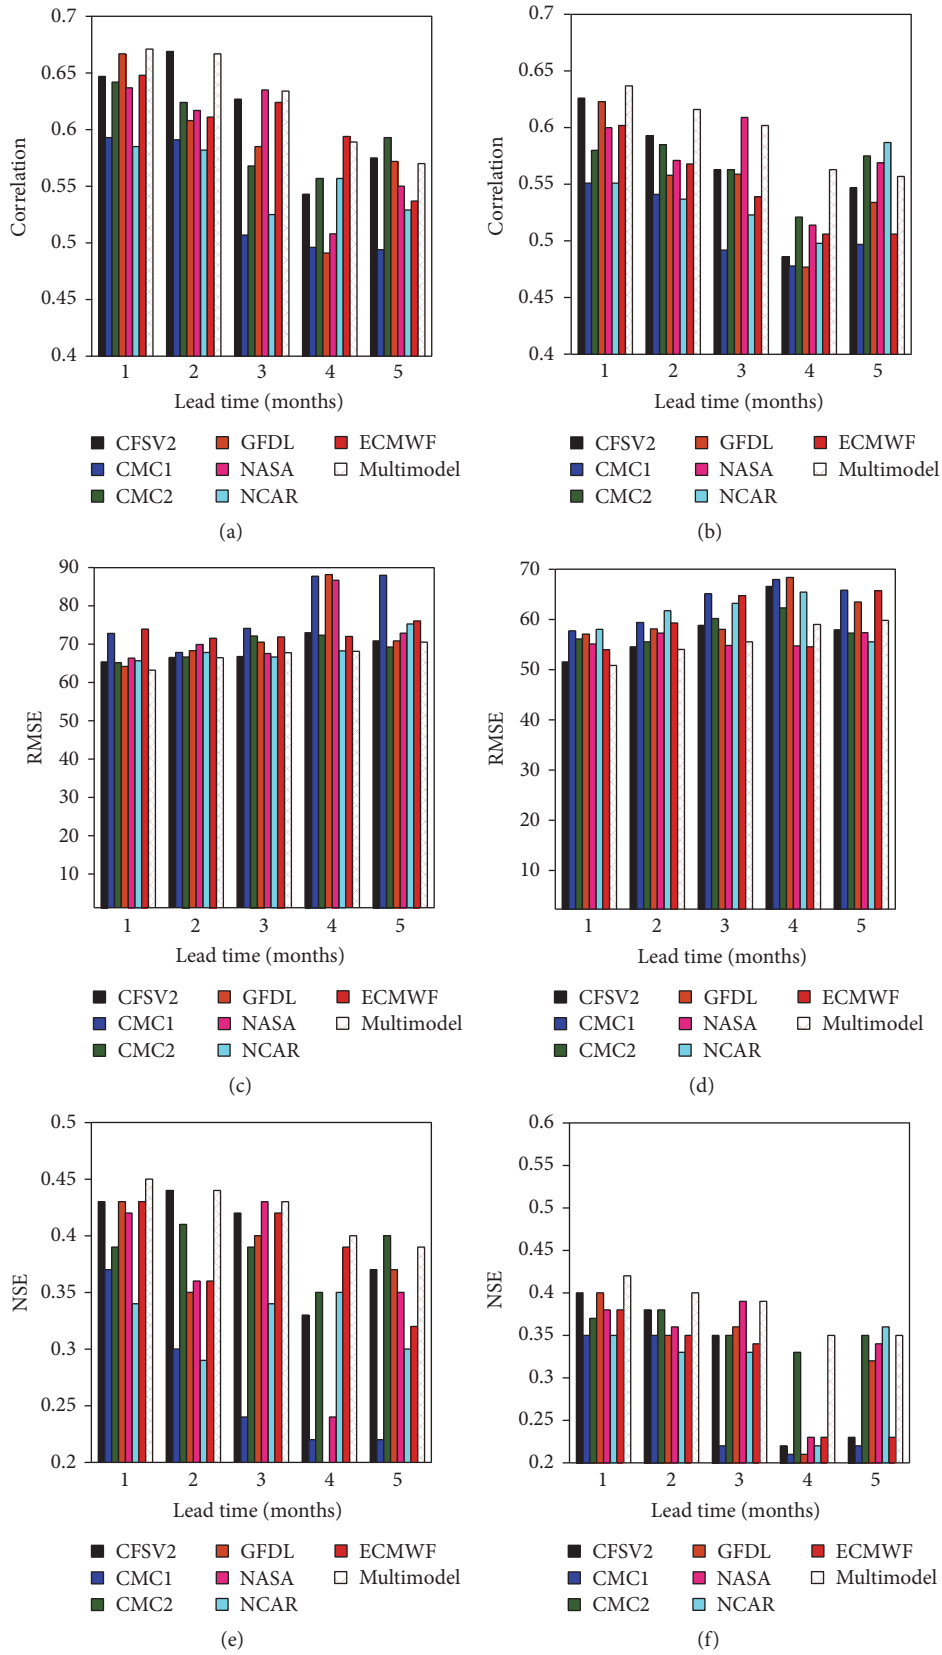 0.7
0.65
0.6
0.55
0.5
0.45
0.4
Correlation
1 2 3 4 5
Lead time (months)
CFSV2 GFDL ECMWF
CMC1 NASA Multimodel
CMC2 NCAR
(a)
0.7
0.65
0.6
0.55
0.5
0.45
0.4
Correlation
1 2 3 4 5
Lead time (months)
CFSV2 GFDL ECMWF
CMC1 NASA Multimodel
CMC2 NCAR
(b)
90
80
70
60
50
40
30
20
10
RMSE
1 2 3 4 5
Lead time (months)
CFSV2 GFDL ECMWF
CMC1 NASA Multimodel
CMC2 NCAR
(c)
70
60
50
40
30
20
10
RMSE
1 2 3 4 5
Lead time (months)
CFSV2 GFDL ECMWF
CMC1 NASA Multimodel
CMC2 NCAR
(d)
0.5
0.45
0.4
0.35
0.3
0.25
0.2
NSE
1 2 3 4 5
Lead time (months)
CFSV2 GFDL ECMWF
CMC1 NASA Multimodel
CMC2 NCAR
(e)
0.6
0.55
0.5
0.45
0.4
0.35
0.3
0.25
0.2
NSE
1 2 3 4 5
Lead time (months)
CFSV2 GFDL ECMWF
CMC1 NASA Multimodel
CMC2 NCAR
(f)